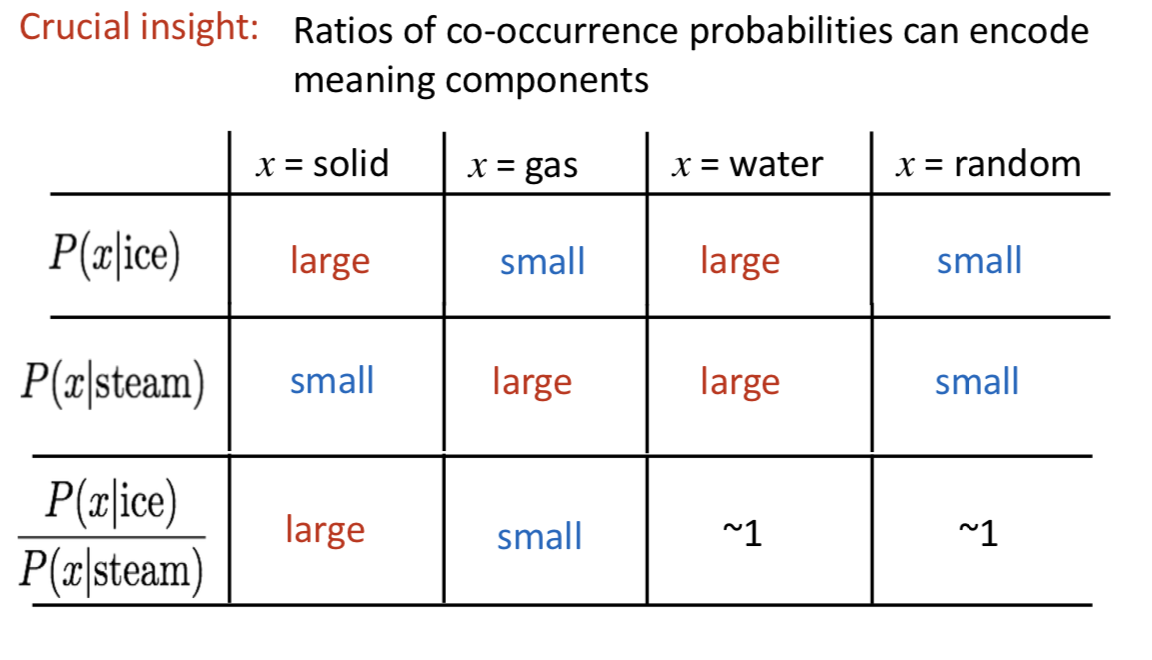 Crucial insight: Ratios of co-occurrence probabilities can encode
meaning components
x = solid x = gas x = water x = random
P(x|ice) large small large small
P(x|steam) small large large small
P(x|ice)
large small ~1 ~1
P(x|steam)